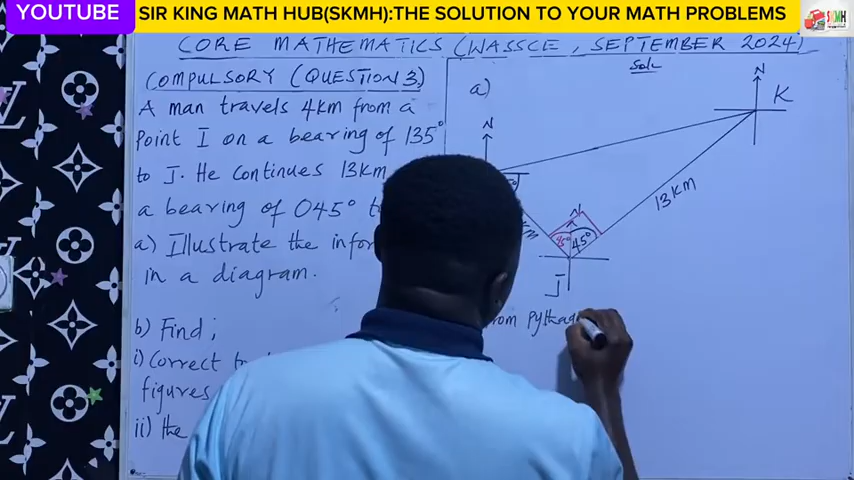 YOUTUBE
SIR KING MATH HUB(SKMH):THE SOLUTION TO YOUR MATH PROBLEMS
SKMH
CORE MATHEMATICS (WASSCE, SEPTEMBER 2024)
COMPULSORY (QUESTION 3)
A man travels 4km from a
point I on a bearing of 135°
to J. He continues 13km
a bearing of 045°
a) Illustrate the
in a diagram.
b) Find;
i) Correct
figures
ii) the
Soln
a)
N
N
K
13km
N
45°
45°
J